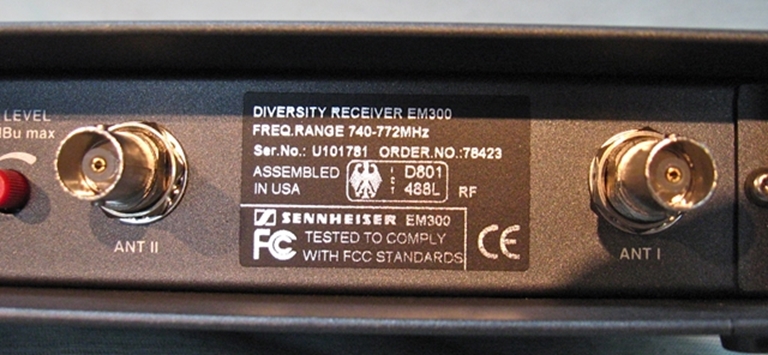 LEVEL
dBu max
DIVERSITY RECEIVER EM300
FREQ.RANGE 740-772MHz
Ser.No.: U101781 ORDER.NO.:78423
ASSEMBLED
IN USA
D801
488L
RF
SENNHEISER EM300
FC
TESTED TO COMPLY
WITH FCC STANDARDS
CE
ANT II
ANT I